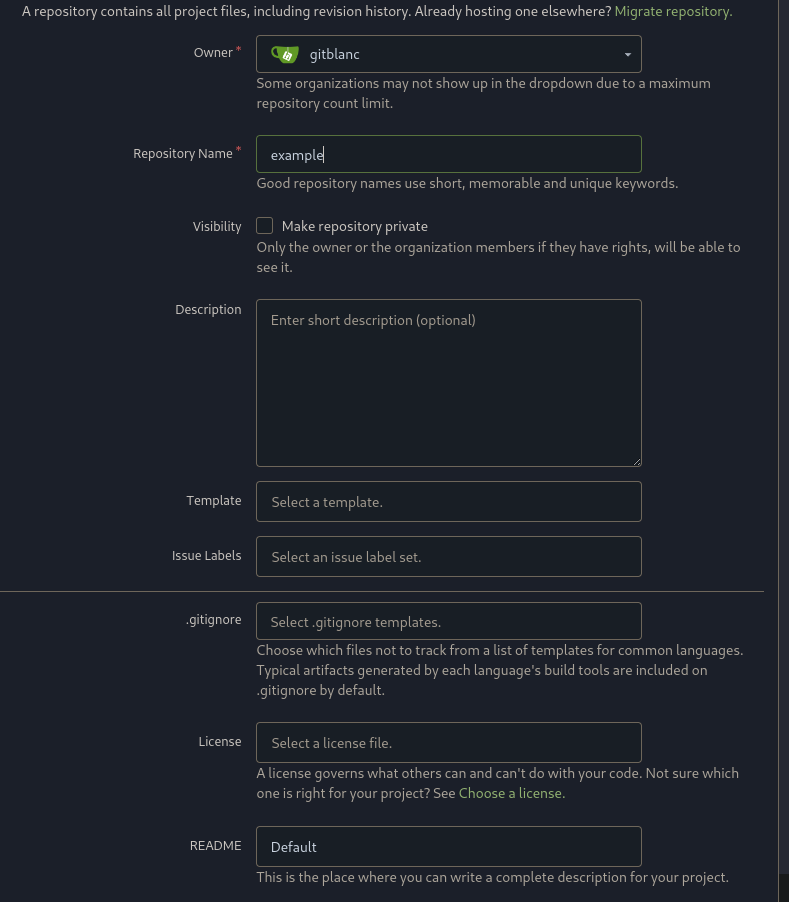 A repository contains all project files, including revision history. Already hosting one elsewhere? Migrate repository.
Owner *
gitblanc
Some organizations may not show up in the dropdown due to a maximum
repository count limit.
Repository Name *
example
Good repository names use short, memorable and unique keywords.
Visibility
Make repository private
Only the owner or the organization members if they have rights, will be able to
see it.
Description
Enter short description (optional)
Template
Select a template.
Issue Labels
Select an issue label set.
.gitignore
Select .gitignore templates.
Choose which files not to track from a list of templates for common languages.
Typical artifacts generated by each language's build tools are included on
.gitignore by default.
License
Select a license file.
A license governs what others can and can't do with your code. Not sure which
one is right for your project? See Choose a license.
README
Default
This is the place where you can write a complete description for your project.